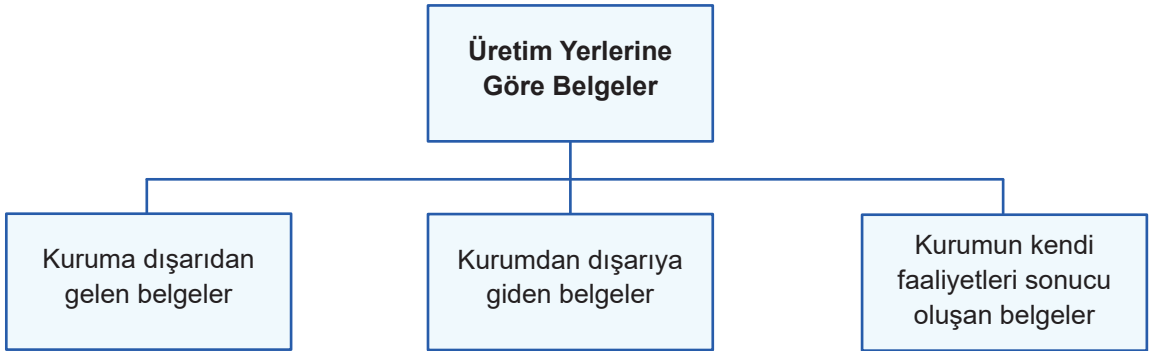 Üretim Yerlerine
Göre Belgeler
Kuruma dışarıdan
gelen belgeler
Kurumdan dışarıya
giden belgeler
Kurumun kendi
faaliyetleri sonucu
oluşan belgeler